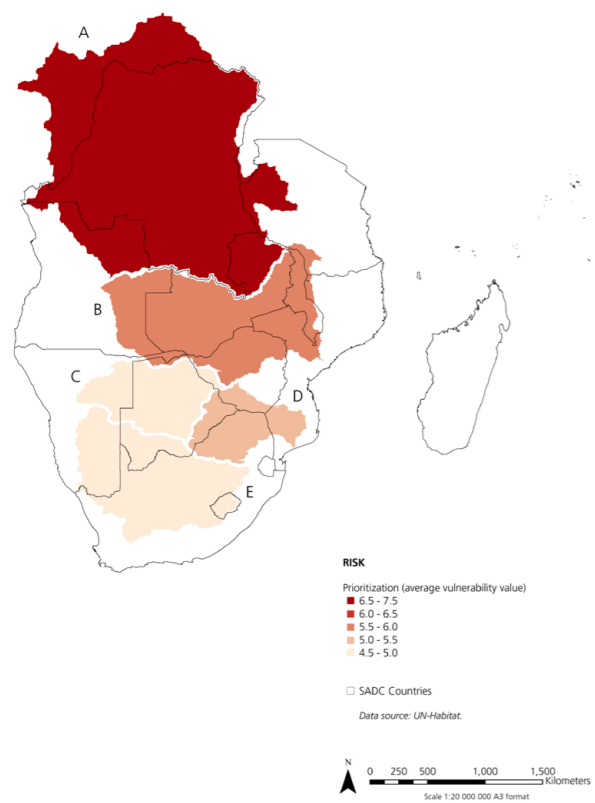 A
B
C
D
E
RISK
Prioritization (average vulnerability value)
6.5 - 7.5
6.0 - 6.5
5.5 - 6.0
5.0 - 5.5
4.5 - 5.0
SADC Countries
Data source: UN-Habitat.
N
0 250 500 1,000 1,500
Kilometers
Scale 1:20 000 000 A3 format